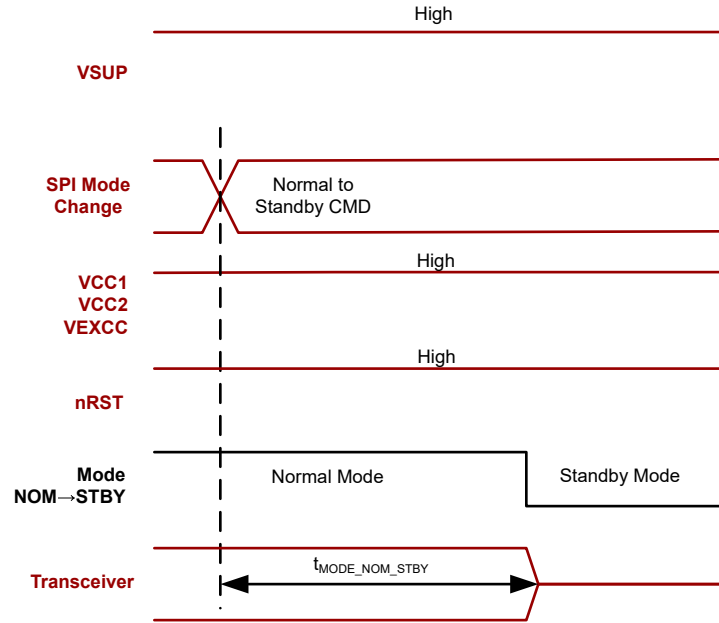 High
VSUP
SPI Mode
Change
Normal to
Standby CMD
High
VCC1
VCC2
VEXCC
High
nRST
Mode
NOM→STBY
Normal Mode
Standby Mode
Transceiver
tMODE_NOM_STBY